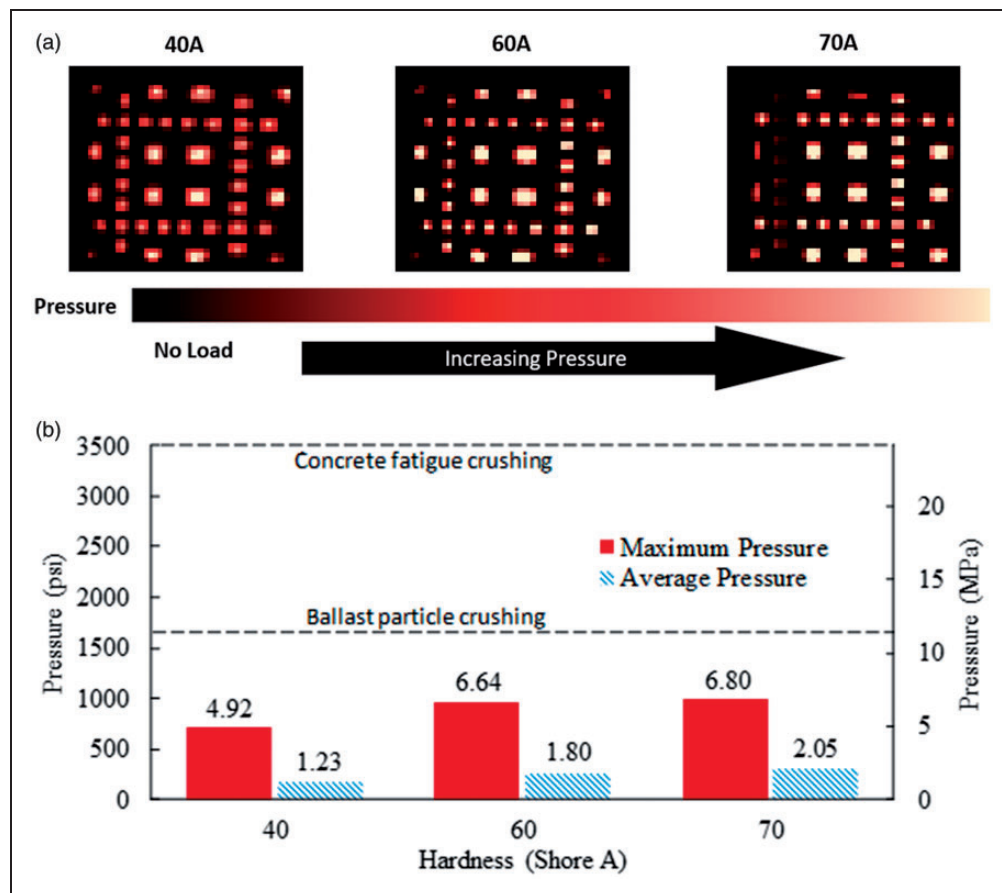 (a)
40A
60A
70A
Pressure
No Load
Increasing Pressure
(b)
3500
3000
2500
2000
1500
1000
500
0
Pressure (psi)
Concrete fatigue crushing
Maximum Pressure
Average Pressure
Ballast particle crushing
4.92
1.23
6.64
1.80
6.80
2.05
20
15
10
5
0
Presssure (MPa)
40
60
70
Hardness (Shore A)